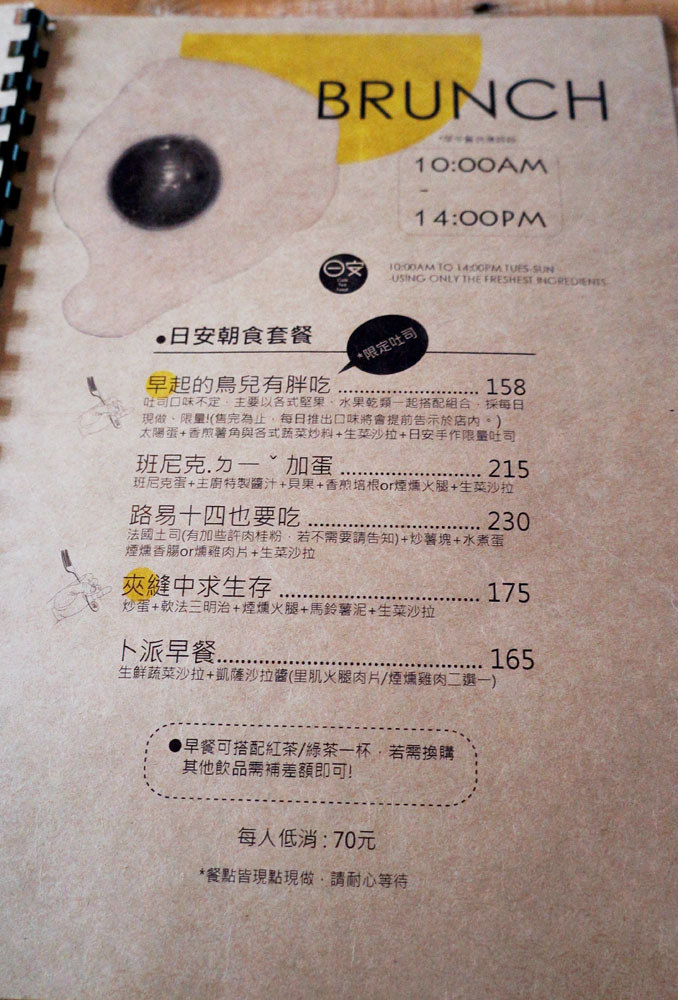 BRUNCH
10:00AM
-
14:00PM
日安
Cafe
Tea
Food
10:00AM TO 14:00PM TUES-SUN
-USING ONLY THE FRESHEST INGREDIENTS
●日安朝食套餐
*限定吐司
早起的鳥兒有胖吃 .................... 158
吐司口味不定，主要以各式堅果、水果乾類一起搭配組合，採每日
現做、限量!(售完為止，每日推出口味將會提前告示於店內。)
太陽蛋+香煎薯角與各式蔬菜炒料+生菜沙拉+日安手作限量吐司
班尼克.ㄉㄧˇ加蛋 .................... 215
班尼克蛋+主廚特製醬汁+貝果+香煎培根or煙燻火腿+生菜沙拉
路易十四也要吃 .................... 230
法國土司(有加些許肉桂粉，若不需要請告知)+炒薯塊+水煮蛋
煙燻香腸or燻雞肉片+生菜沙拉
夾縫中求生存 .................... 175
炒蛋+軟法三明治+煙燻火腿+馬鈴薯泥+生菜沙拉
卜派早餐.................... 165
生鮮蔬菜沙拉+凱薩沙拉醬(里肌火腿肉片/煙燻雞肉二選一)
●早餐可搭配紅茶/綠茶一杯，若需換購
其他飲品需補差額即可!
每人低消：70元
*餐點皆現點現做，請耐心等待